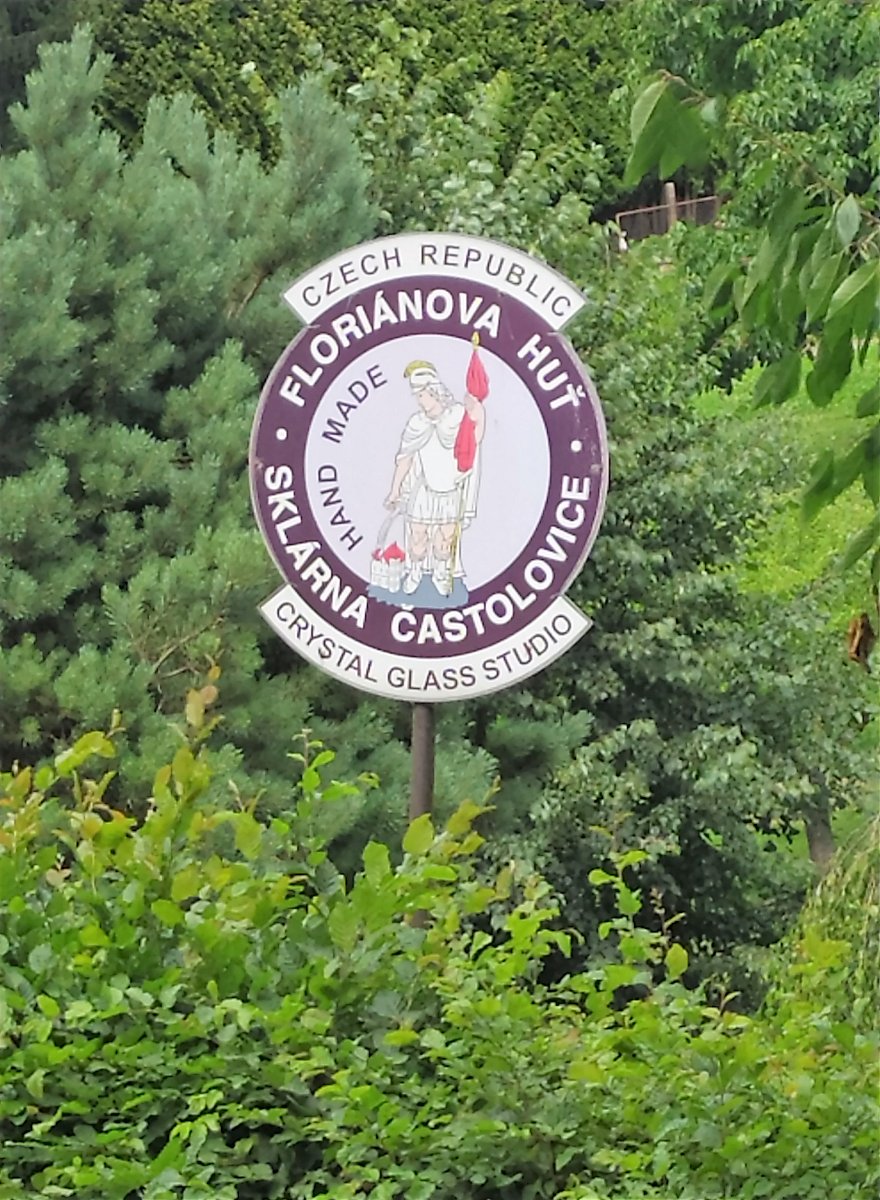 CZECH REPUBLIC
FLORIÁNOVA HUŤ
HAND MADE
• SKLÁRNA ČASTOLOVICE •
CRYSTAL GLASS STUDIO